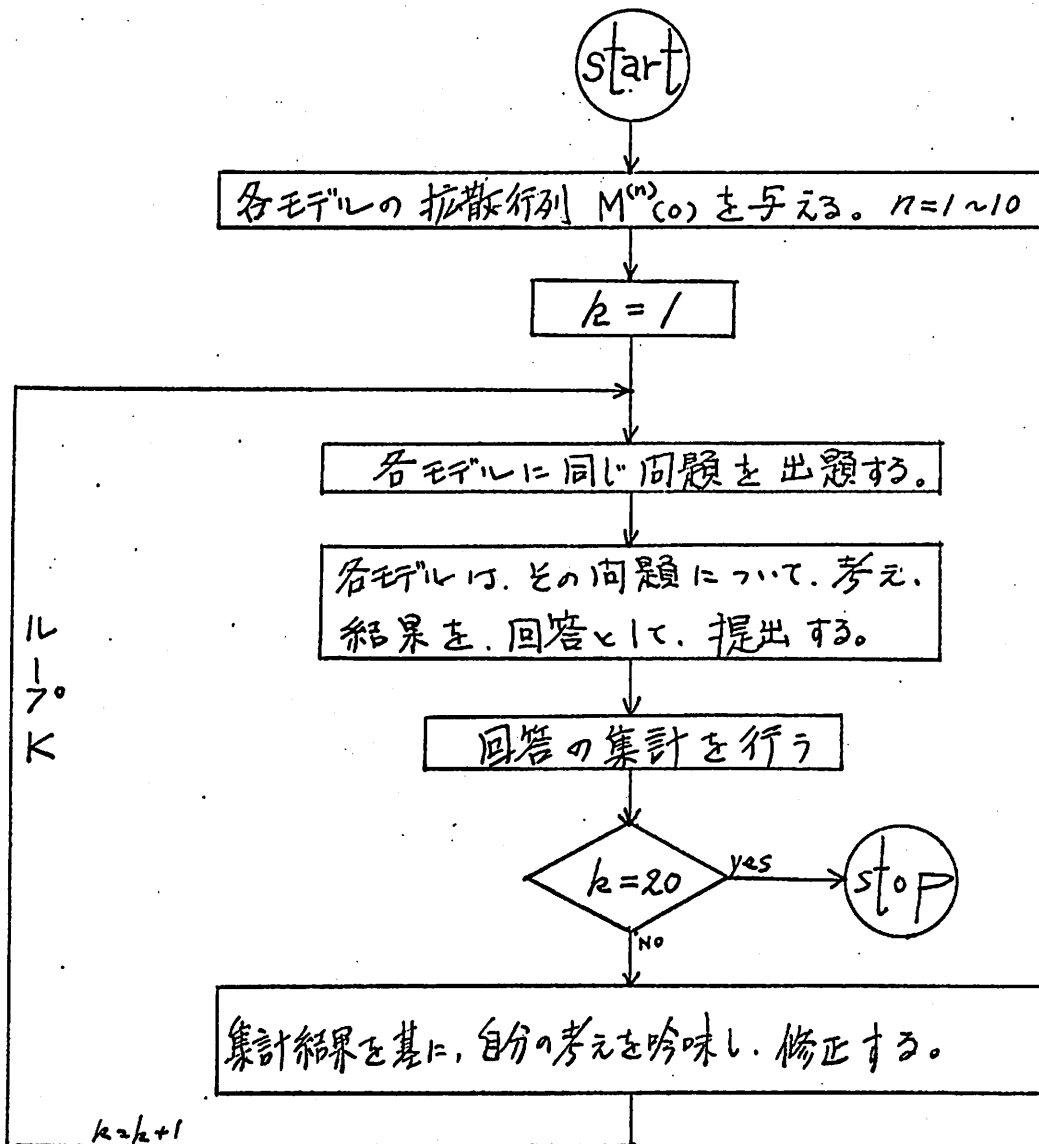 start
各モデルの拡散行列 M⁽ⁿ⁾(0) を与える。n=1~10
k=1
各モデルに同じ問題を出題する。
各モデルは、その問題について、考え、
結果を、回答として、提出する。
回答の集計を行う
ループK
k=20
yes
stop
NO
集計結果を基に、自分の考えを吟味し、修正する。
k=k+1